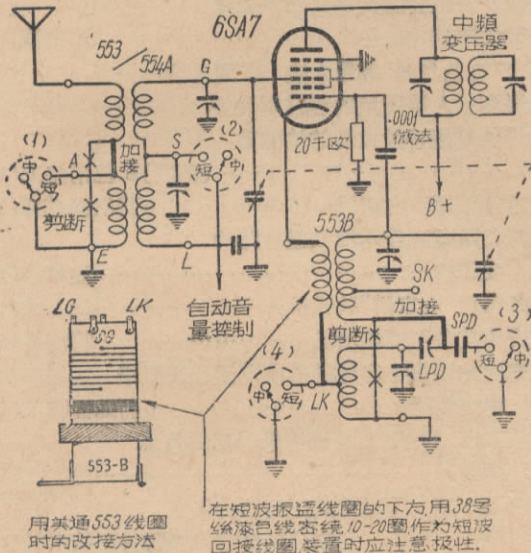 6SA7
中頻
变压器
553
554A
G
(1)
中
短
A
加接
S
(2)
短
中
剪断
E
L
20千欧
.0001
微法
B+
自动音
量控制
553B
SK
加接
剪断
SPD
(3)
短
中
LPD
(4)
中
短
LK
LG
LK
SG
553-B
用美通553线圈
时的改接方法
在短波振盪线圈的下方,用38号
丝漆包线密绕10-20圈,作为短波
回授线圈,装置时应注意极性.